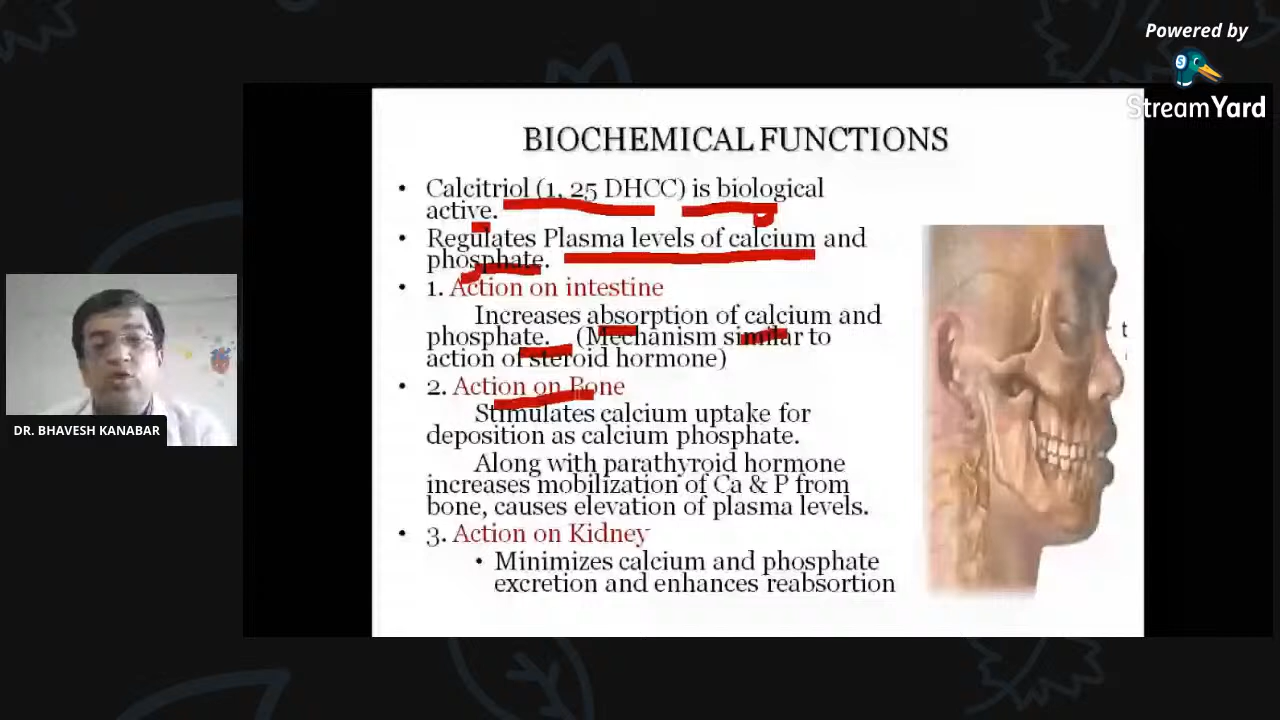 Powered by
StreamYard
BIOCHEMICAL FUNCTIONS
• Calcitriol (1, 25 DHCC) is biological
active.
• Regulates Plasma levels of calcium and
phosphate.
• 1. Action on intestine
Increases absorption of calcium and
phosphate. (Mechanism similar to
action of steroid hormone)
• 2. Action on Bone
Stimulates calcium uptake for
deposition as calcium phosphate.
Along with parathyroid hormone
increases mobilization of Ca & P from
bone, causes elevation of plasma levels.
• 3. Action on Kidney
• Minimizes calcium and phosphate
excretion and enhances reabsortion
t
DR. BHAVESH KANABAR